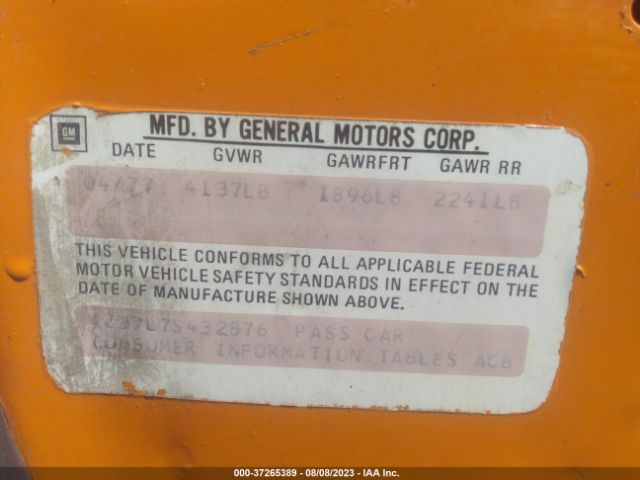 GM
MFD. BY GENERAL MOTORS CORP.
DATE GVWR GAWRFRT GAWR RR
04/77 4137LB 1896LB 2241LB
THIS VEHICLE CONFORMS TO ALL APPLICABLE FEDERAL
MOTOR VEHICLE SAFETY STANDARDS IN EFFECT ON THE
DATE OF MANUFACTURE SHOWN ABOVE.
1Z37L7S432876 PASS CAR
CONSUMER INFORMATION TABLES ACB
000-37265389 - 08/08/2023 - IAA Inc.